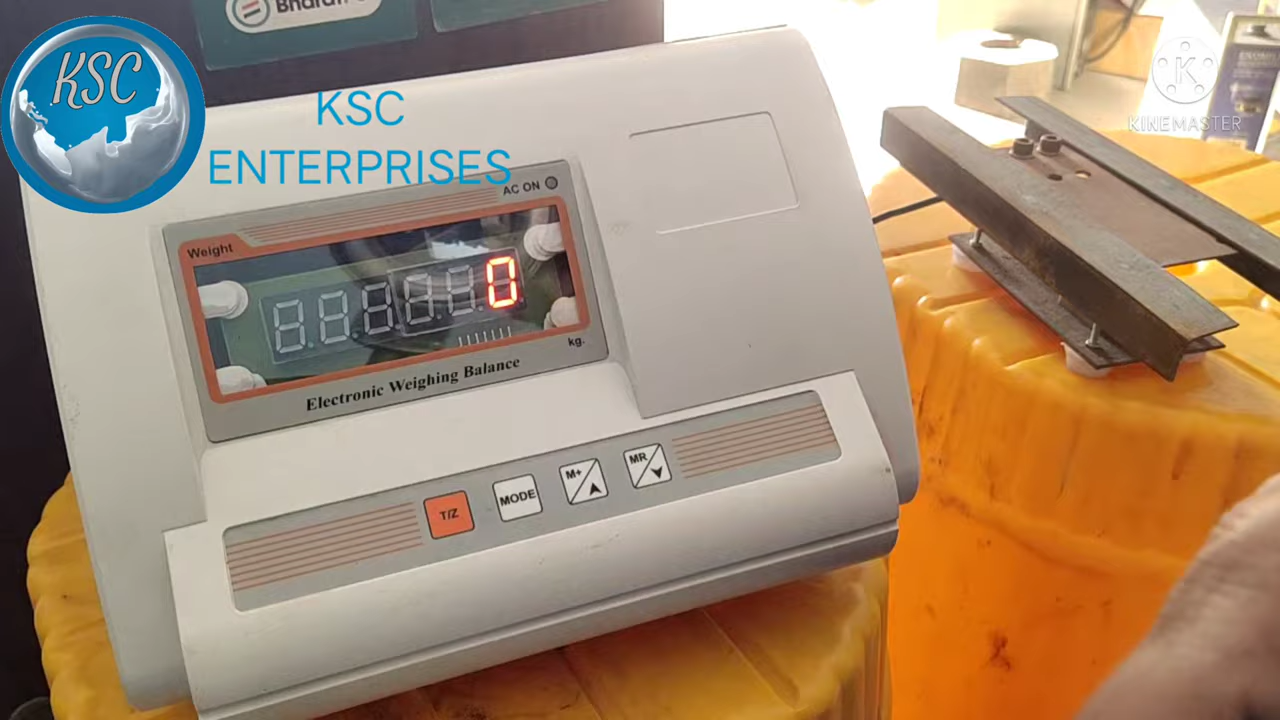 KSC
KSC
ENTERPRISES
K
KINEMASTER
AC ON
Weight
0
kg.
Electronic Weighing Balance
T/Z
MODE
M+
MR